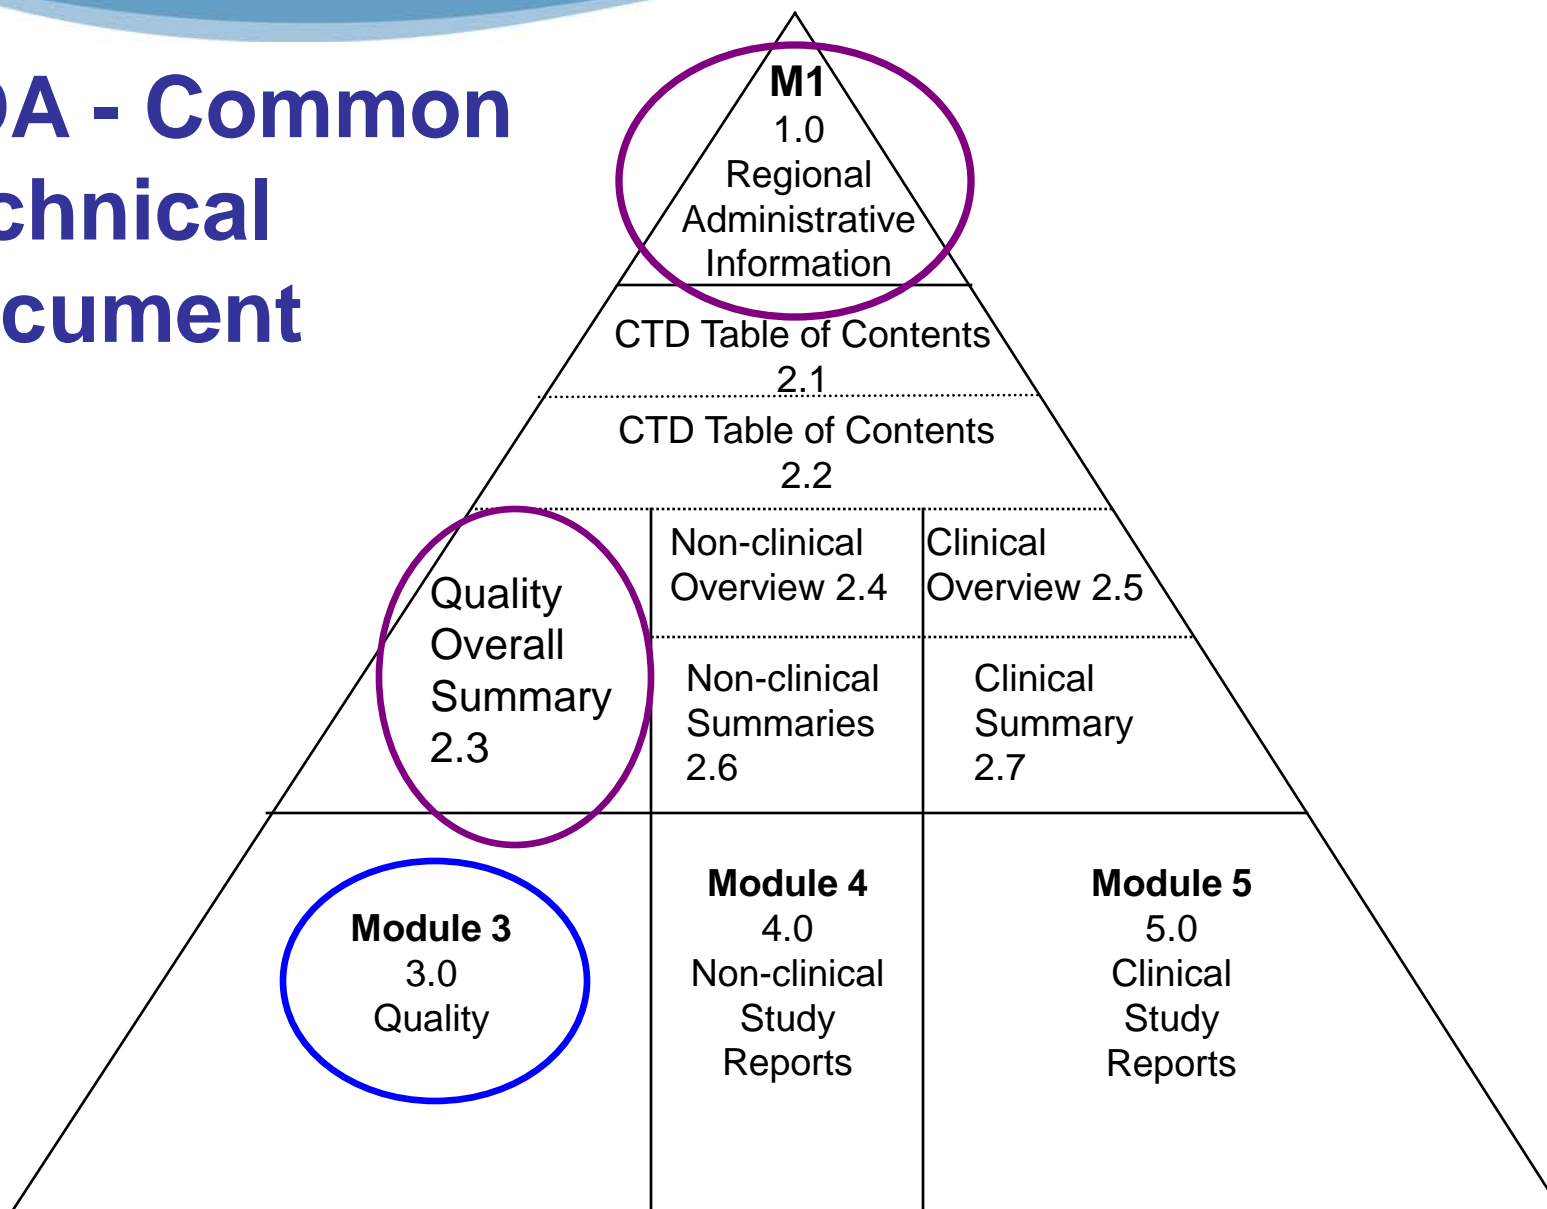 DA - Common
chnical
cument
M1
1.0
Regional
Administrative
Information
CTD Table of Contents
2.1
CTD Table of Contents
2.2
Quality
Overall
Summary
2.3
Non-clinical
Overview 2.4
Clinical
Overview 2.5
Non-clinical
Summaries
2.6
Clinical
Summary
2.7
Module 3
3.0
Quality
Module 4
4.0
Non-clinical
Study
Reports
Module 5
5.0
Clinical
Study
Reports